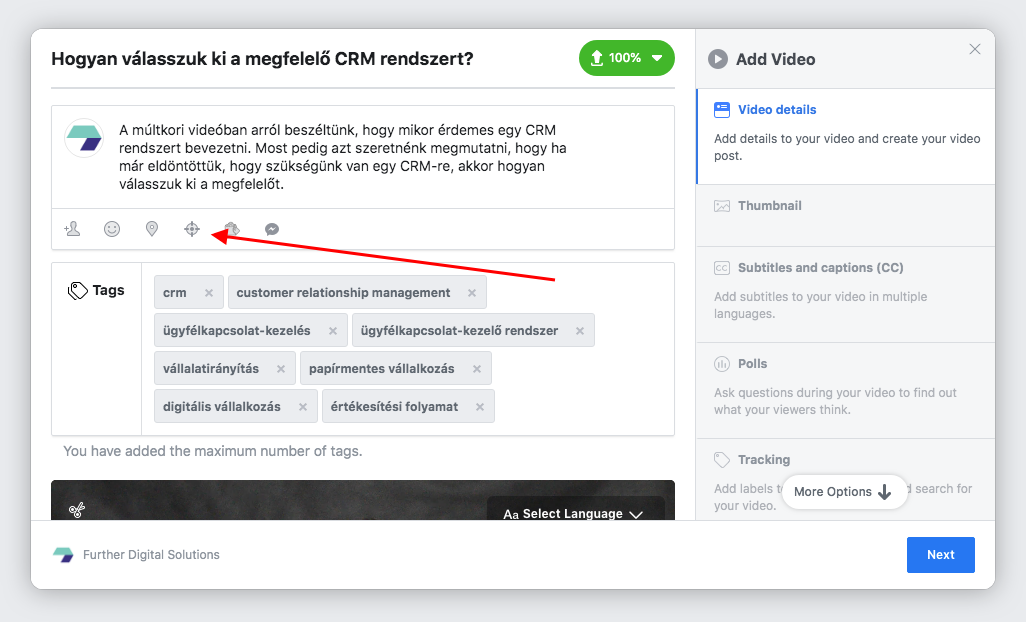 Hogyan válasszuk ki a megfelelő CRM rendszert?
100%
A múltkori videóban arról beszéltünk, hogy mikor érdemes egy CRM
rendszert bevezetni. Most pedig azt szeretnénk megmutatni, hogy ha
már eldöntöttük, hogy szükségünk van egy CRM-re, akkor hogyan
válasszuk ki a megfelelőt.
Tags
crm ×
customer relationship management ×
ügyfélkapcsolat-kezelés ×
ügyfélkapcsolat-kezelő rendszer ×
vállalatirányítás ×
papírmentes vállalkozás ×
digitális vállalkozás ×
értékesítési folyamat ×
You have added the maximum number of tags.
Aa Select Language
Further Digital Solutions
Add Video
Video details
Add details to your video and create your video
post.
Thumbnail
CC Subtitles and captions (CC)
Add subtitles to your video in multiple
languages.
Polls
Ask questions during your video to find out
what your viewers think.
Tracking
Add labels search for
your video.
More Options
Next